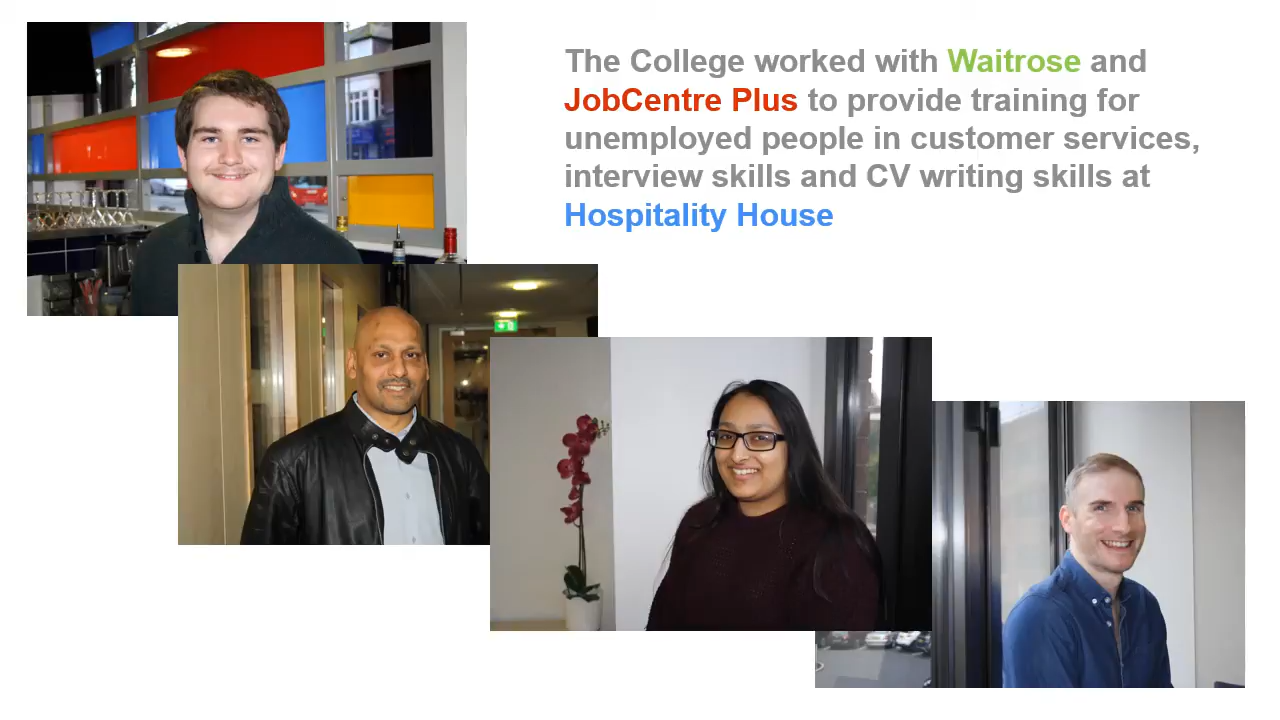 The College worked with Waitrose and
JobCentre Plus to provide training for
unemployed people in customer services,
interview skills and CV writing skills at
Hospitality House